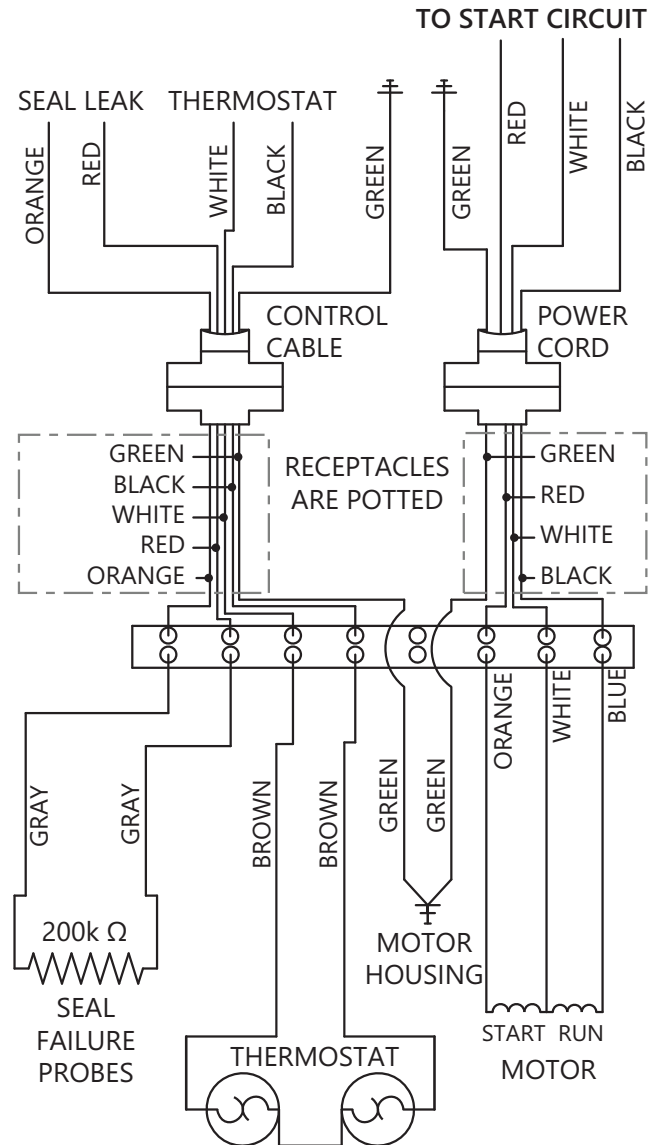 TO START CIRCUIT
SEAL LEAK
THERMOSTAT
ORANGE
RED
WHITE
BLACK
GREEN
GREEN
RED
WHITE
BLACK
CONTROL
CABLE
POWER
CORD
GREEN
BLACK
WHITE
RED
ORANGE
RECEPTACLES
ARE POTTED
GREEN
RED
WHITE
BLACK
GRAY
GRAY
BROWN
BROWN
GREEN
GREEN
ORANGE
WHITE
BLUE
200k Ω
SEAL
FAILURE
PROBES
THERMOSTAT
MOTOR
HOUSING
START RUN
MOTOR